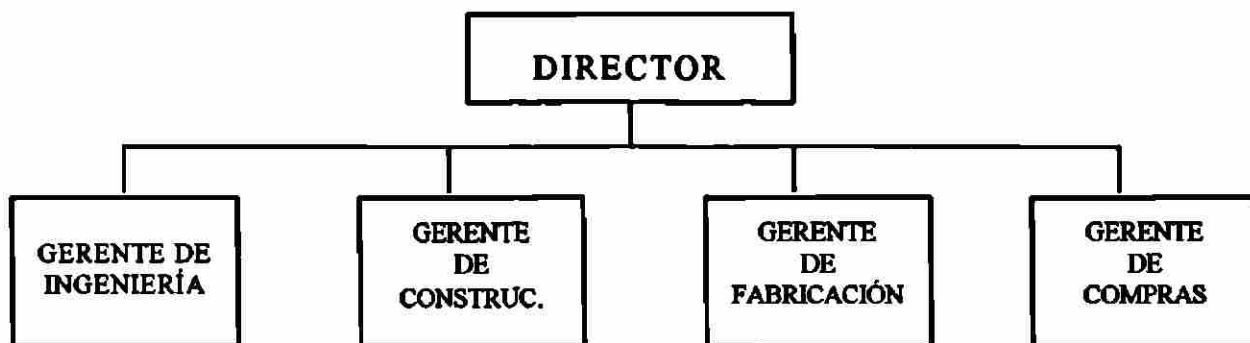 DIRECTOR
GERENTE DE
INGENIERÍA
GERENTE
DE
CONSTRUC.
GERENTE
DE
FABRICACIÓN
GERENTE
DE
COMPRAS